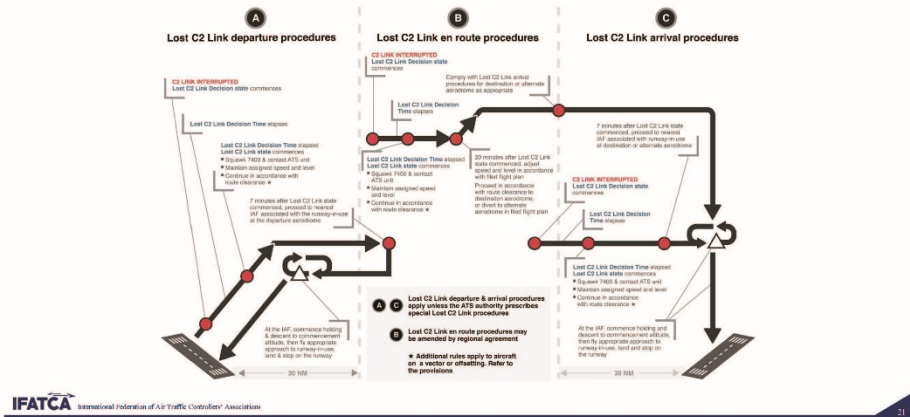 A
Lost C2 Link departure procedures
C2 LINK INTERRUPTED
Lost C2 Link Decision state commences
Lost C2 Link Decision Time elapses
Lost C2 Link Decision Time elapsed
Lost C2 Link state commences
Squawk 7400 & contact ATS unit
Maintain assigned speed and level
Continue in accordance with
route clearance ★
7 minutes after Lost C2 Link state
commenced, proceed to nearest
IAF associated with the runway-in-use
at the departure aerodrome
At the IAF, commence holding
& descent to commencement
altitude, then fly appropriate
approach to runway-in-use,
land & stop on the runway
30 NM
B
Lost C2 Link en route procedures
C2 LINK INTERRUPTED
Lost C2 Link Decision state
commences
Lost C2 Link Decision
Time elapses
Comply with Lost C2 Link arrival
procedures for destination or alternate
aerodrome as appropriate
Lost C2 Link Decision Time elapsed
Lost C2 Link state commences
Squawk 7400 & contact
ATS unit
Maintain assigned speed
and level
Continue in accordance
with route clearance ★
20 minutes after Lost C2 Link
state commenced, adjust
speed and level in accordance
with filed flight plan
Proceed in accordance
with route clearance to
destination aerodrome,
or divert to alternate
aerodrome in filed flight plan
A C Lost C2 Link departure & arrival procedures
apply unless the ATS authority prescribes
special Lost C2 Link procedures
B Lost C2 Link en route procedures may
be amended by regional agreement
★ Additional rules apply to aircraft
on a vector or offsetting. Refer to
the provisions
C
Lost C2 Link arrival procedures
7 minutes after Lost C2 Link state
commenced, proceed to nearest
IAF associated with runway-in-use
at destination or alternate aerodrome
C2 LINK INTERRUPTED
Lost C2 Link Decision state
commences
Lost C2 Link Decision
Time elapses
Lost C2 Link Decision Time elapsed
Lost C2 Link state commences
Squawk 7400 & contact ATS unit
Maintain assigned speed and level
Continue in accordance
with route clearance ★
At the IAF, commence holding and
descent to commencement altitude,
then fly appropriate approach to
runway-in-use, land and stop on
the runway
30 NM
IFATCA International Federation of Air Traffic Controllers' Associations
21